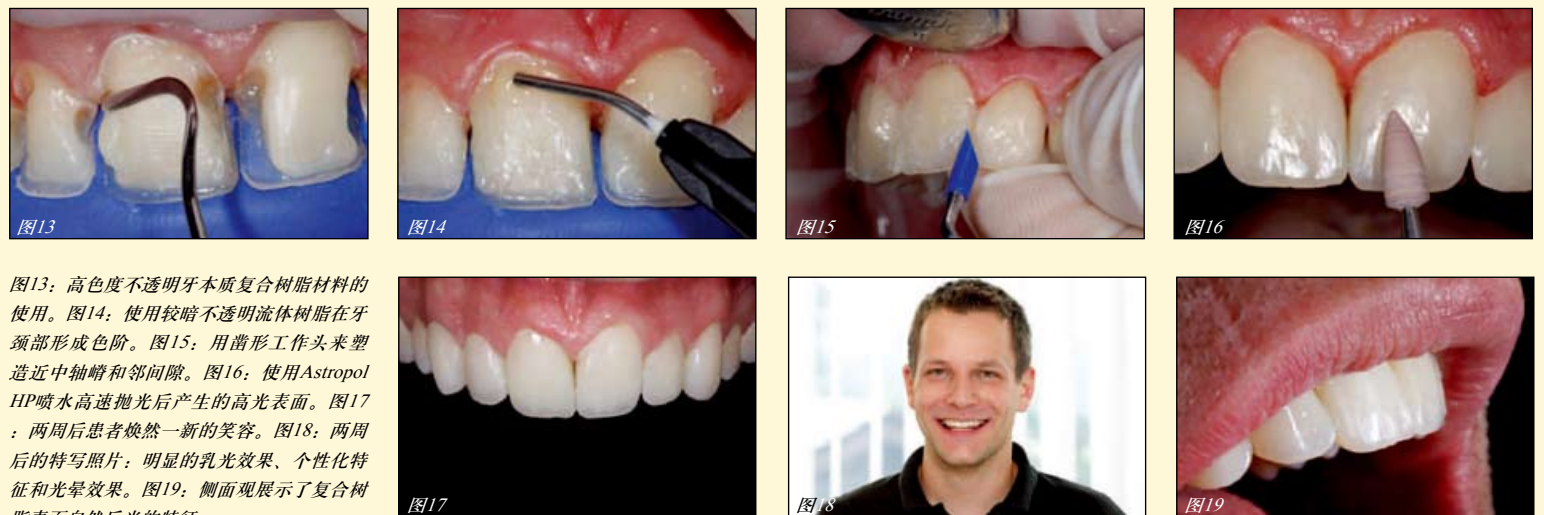 图13
图14
图15
图16
图13：高色度不透明牙本质复合树脂材料的
使用。图14：使用较暗不透明流体树脂在牙
颈部形成色阶。图15：用凿形工作头来塑
造近中轴嵴和邻间隙。图16：使用Astropol
HP喷水高速抛光后产生的高光表面。图17
：两周后患者焕然一新的笑容。图18：两周
后的特写照片：明显的乳光效果、个性化特
征和光晕效果。图19：侧面观展示了复合树
图17
图18
图19